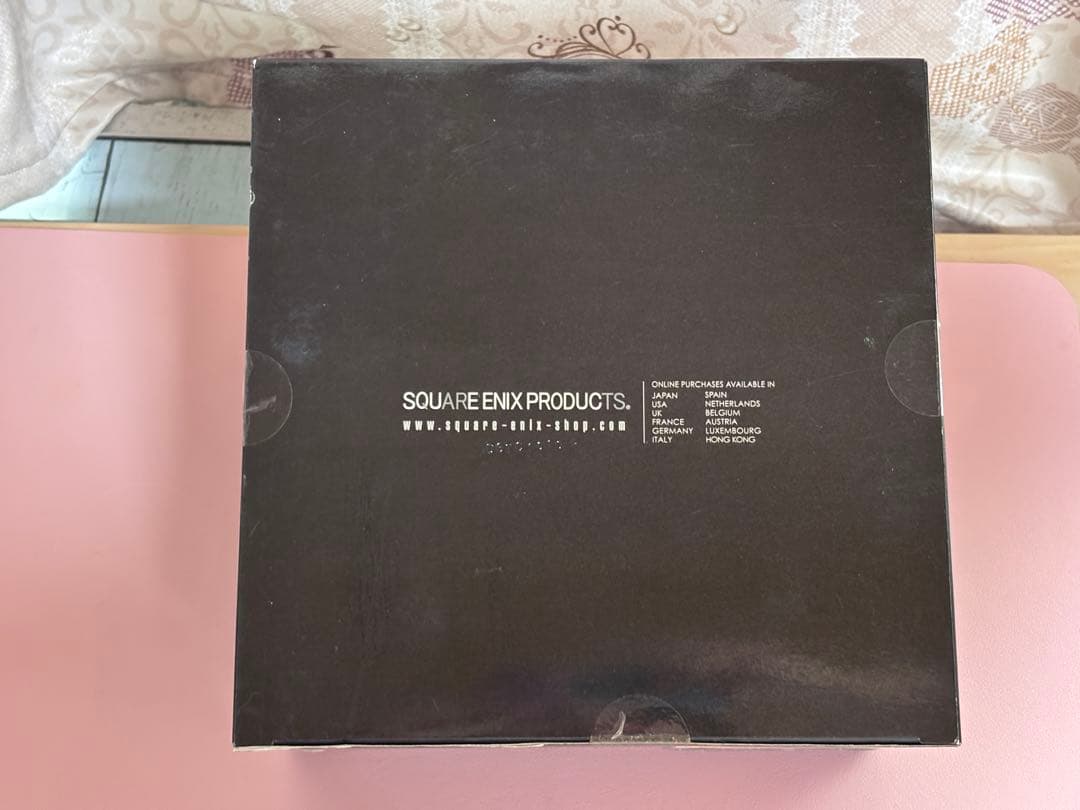 SQUARE ENIX PRODUCTS®
www.square-enix-shop.com
ONLINE PURCHASES AVAILABLE IN
JAPAN SPAIN
USA NETHERLANDS
UK BELGIUM
FRANCE AUSTRIA
GERMANY LUXEMBOURG
ITALY HONG KONG